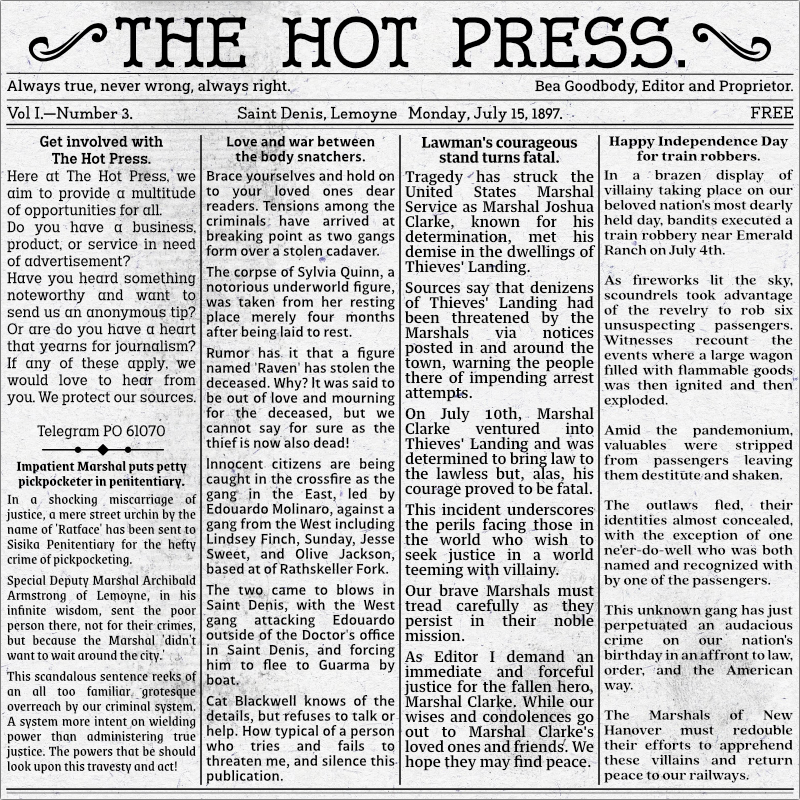 THE HOT PRESS.
Always true, never wrong, always right.
Bea Goodbody, Editor and Proprietor.
Vol I.—Number 3.
Saint Denis, Lemoyne Monday, July 15, 1897.
FREE
Get involved with
The Hot Press.
Here at The Hot Press, we
aim to provide a multitude
of opportunities for all.
Do you have a business,
product, or service in need
of advertisement?
Have you heard something
noteworthy and want to
send us an anonymous tip?
Or are do you have a heart
that yearns for journalism?
If any of these apply, we
would love to hear from
you. We protect our sources.
Telegram PO 61070
Impatient Marshal puts petty
pickpocketer in penitentiary.
In a shocking miscarriage of
justice, a mere street urchin by the
name of 'Ratface' has been sent to
Sisika Penitentiary for the hefty
crime of pickpocketing.
Special Deputy Marshal Archibald
Armstrong of Lemoyne, in his
infinite wisdom, sent the poor
person there, not for their crimes,
but because the Marshal 'didn't
want to wait around the city.'
This scandalous sentence reeks of
an all too familiar grotesque
overreach by our criminal system.
A system more intent on wielding
power than administering true
justice. The powers that be should
look upon this travesty and act!
Love and war between
the body snatchers.
Brace yourselves and hold on
to your loved ones dear
readers. Tensions among the
criminals have arrived at
breaking point as two gangs
form over a stolen cadaver.
The corpse of Sylvia Quinn, a
notorious underworld figure,
was taken from her resting
place merely four months
after being laid to rest.
Rumor has it that a figure
named 'Raven' has stolen the
deceased. Why? It was said to
be out of love and mourning
for the deceased, but we
cannot say for sure as the
thief is now also dead!
Innocent citizens are being
caught in the crossfire as the
gang in the East, led by
Edouardo Molinaro, against a
gang from the West including
Lindsey Finch, Sunday, Jesse
Sweet, and Olive Jackson,
based at of Rathskeller Fork.
The two came to blows in
Saint Denis, with the West
gang attacking Edouardo
outside of the Doctor's office
in Saint Denis, and forcing
him to flee to Guarma by
boat.
Cat Blackwell knows of the
details, but refuses to talk or
help. How typical of a person
who tries and fails to
threaten me, and silence this
publication.
Lawman's courageous
stand turns fatal.
Tragedy has struck the
United States Marshal
Service as Marshal Joshua
Clarke, known for his
determination, met his
demise in the dwellings of
Thieves' Landing.
Sources say that denizens
of Thieves' Landing had
been threatened by the
Marshals via notices
posted in and around the
town, warning the people
there of impending arrest
attempts.
On July 10th, Marshal
Clarke ventured into
Thieves' Landing and was
determined to bring law to
the lawless but, alas, his
courage proved to be fatal.
This incident underscores
the perils facing those in
the world who wish to
seek justice in a world
teeming with villainy.
Our brave Marshals must
tread carefully as they
persist in their noble
mission.
As Editor I demand an
immediate and forceful
justice for the fallen hero,
Marshal Clarke. While our
wises and condolences go
out to Marshal Clarke's
loved ones and friends. We
hope they may find peace.
Happy Independence Day
for train robbers.
In a brazen display of
villainy taking place on our
beloved nation's most dearly
held day, bandits executed a
train robbery near Emerald
Ranch on July 4th.
As fireworks lit the sky,
scoundrels took advantage
of the revelry to rob six
unsuspecting passengers.
Witnesses recount the
events where a large wagon
filled with flammable goods
was then ignited and then
exploded.
Amid the pandemonium,
valuables were stripped
from passengers leaving
them destitute and shaken.
The outlaws fled, their
identities almost concealed,
with the exception of one
ne'er-do-well who was both
named and recognized with
by one of the passengers.
This unknown gang has just
perpetuated an audacious
crime on our nation's
birthday in an affront to law,
order, and the American
way.
The Marshals of New
Hanover must redouble
their efforts to apprehend
these villains and return
peace to our railways.